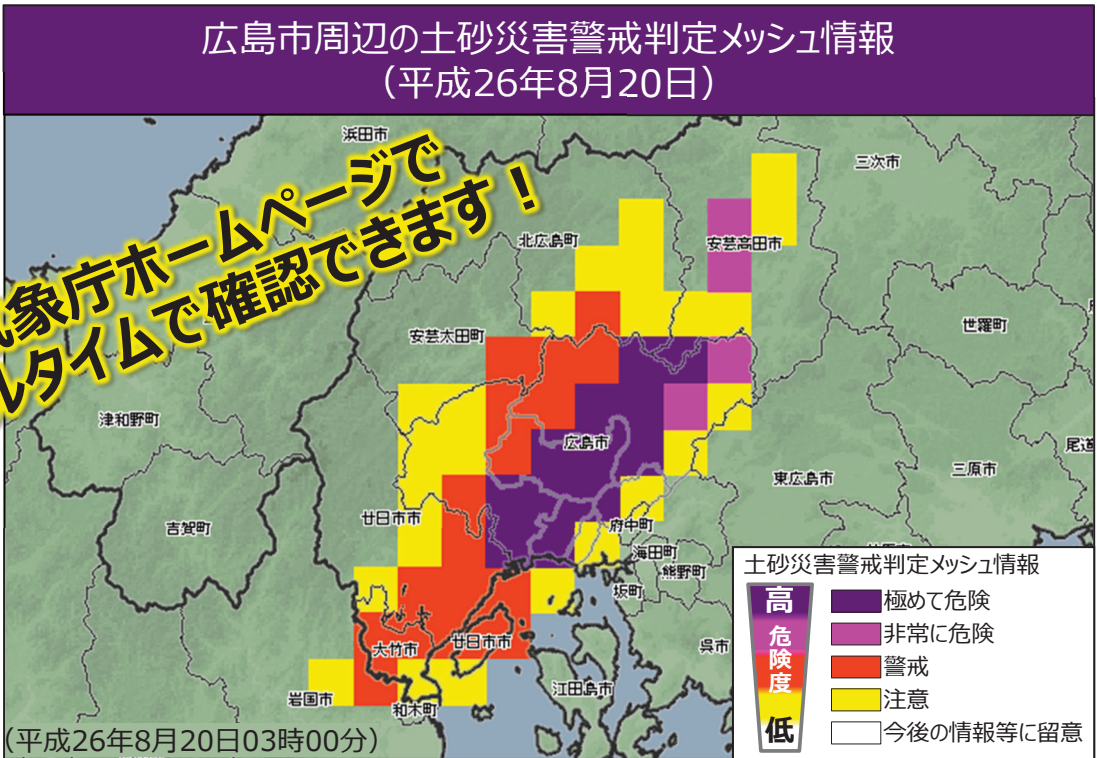 広島市周辺の土砂災害警戒判定メッシュ情報
(平成26年8月20日)
象庁ホームページで
ルタイムで確認できます!
浜田市
三次市
北広島町
安芸高田市
安芸太田町
世羅町
津和野町
広島市
尾道
東広島市
三原市
吉賀町
廿日市市
府中町
海田町
熊野町
坂町
大竹市
廿日市市
呉市
江田島市
岩国市
和木町
(平成26年8月20日03時00分)
土砂災害警戒判定メッシュ情報
高
危険度
低
極めて危険
非常に危険
警戒
注意
今後の情報等に留意